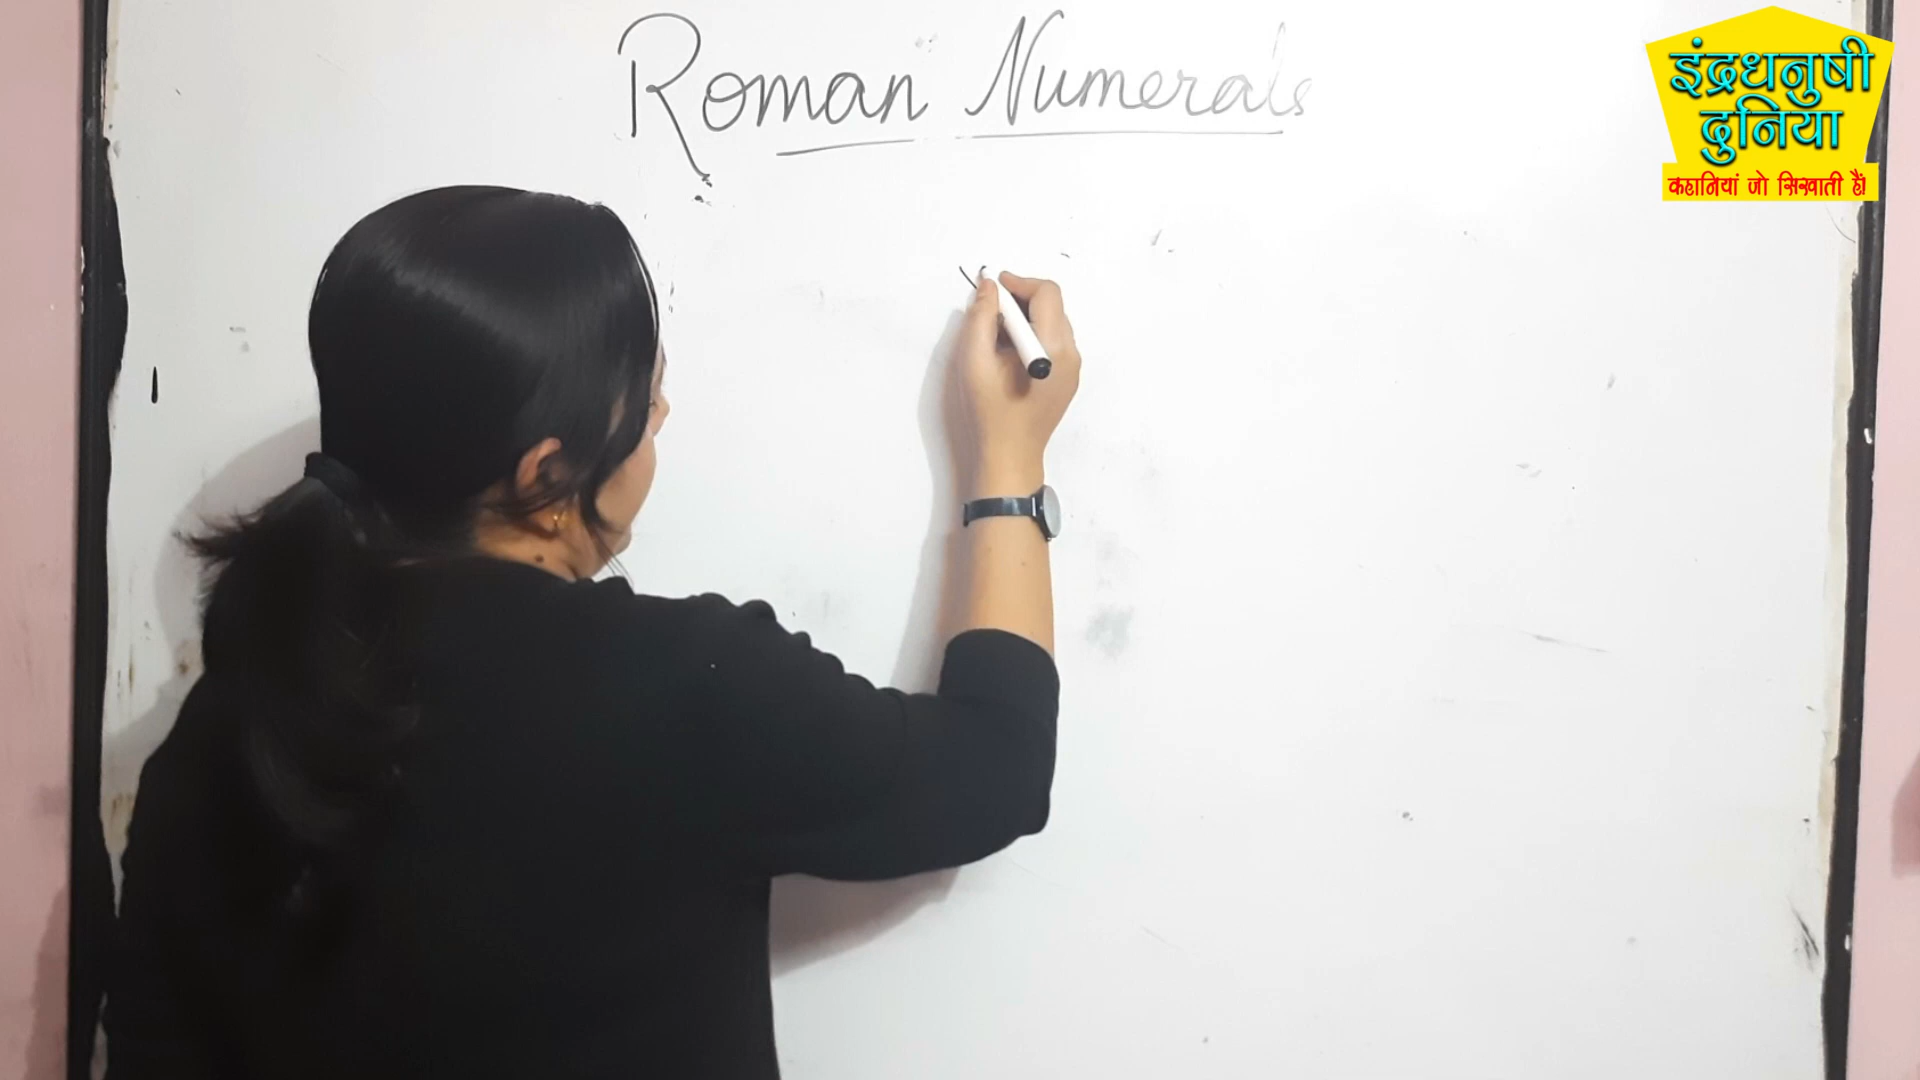 Roman Numerals
इंद्रधनुषी
दुनिया
कहानियां जो सिखाती हैं!